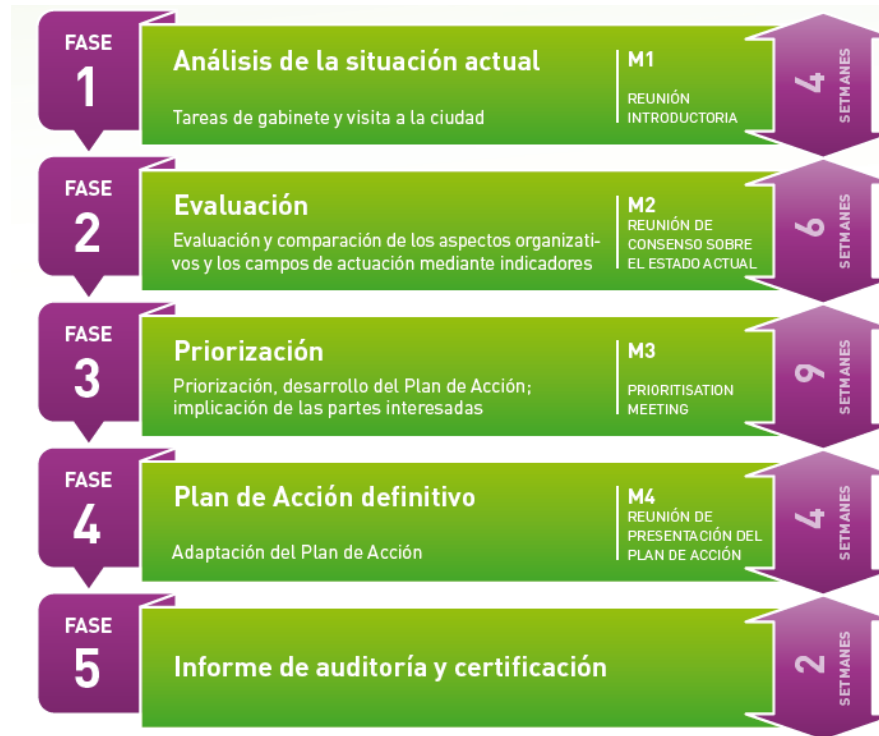 FASE
1
Análisis de la situación actual
Tareas de gabinete y visita a la ciudad
M1
REUNIÓN
INTRODUCTORIA
4
SETMANES
FASE
2
Evaluación
Evaluación y comparación de los aspectos organizati-
vos y los campos de actuación mediante indicadores
M2
REUNIÓN DE
CONSENSO SOBRE
EL ESTADO ACTUAL
6
SETMANES
FASE
3
Priorización
Priorización, desarrollo del Plan de Acción;
implicación de las partes interesadas
M3
PRIORITISATION
MEETING
9
SETMANES
FASE
4
Plan de Acción definitivo
Adaptación del Plan de Acción
M4
REUNIÓN DE
PRESENTACIÓN DEL
PLAN DE ACCIÓN
4
SETMANES
FASE
5
Informe de auditoría y certificación
2
SETMANES